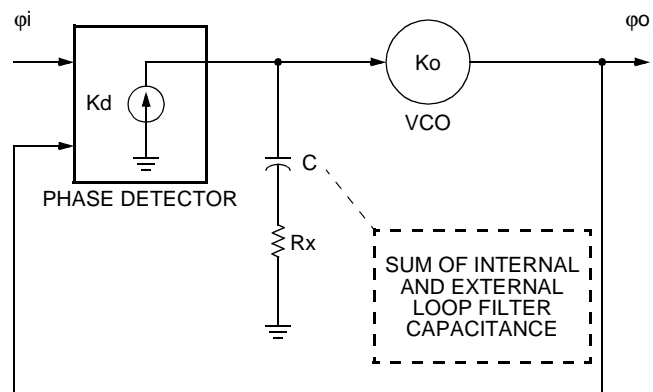 φi
φo
Kd
Ko
VCO
C
PHASE DETECTOR
Rx
SUM OF INTERNAL
AND EXTERNAL
LOOP FILTER
CAPACITANCE